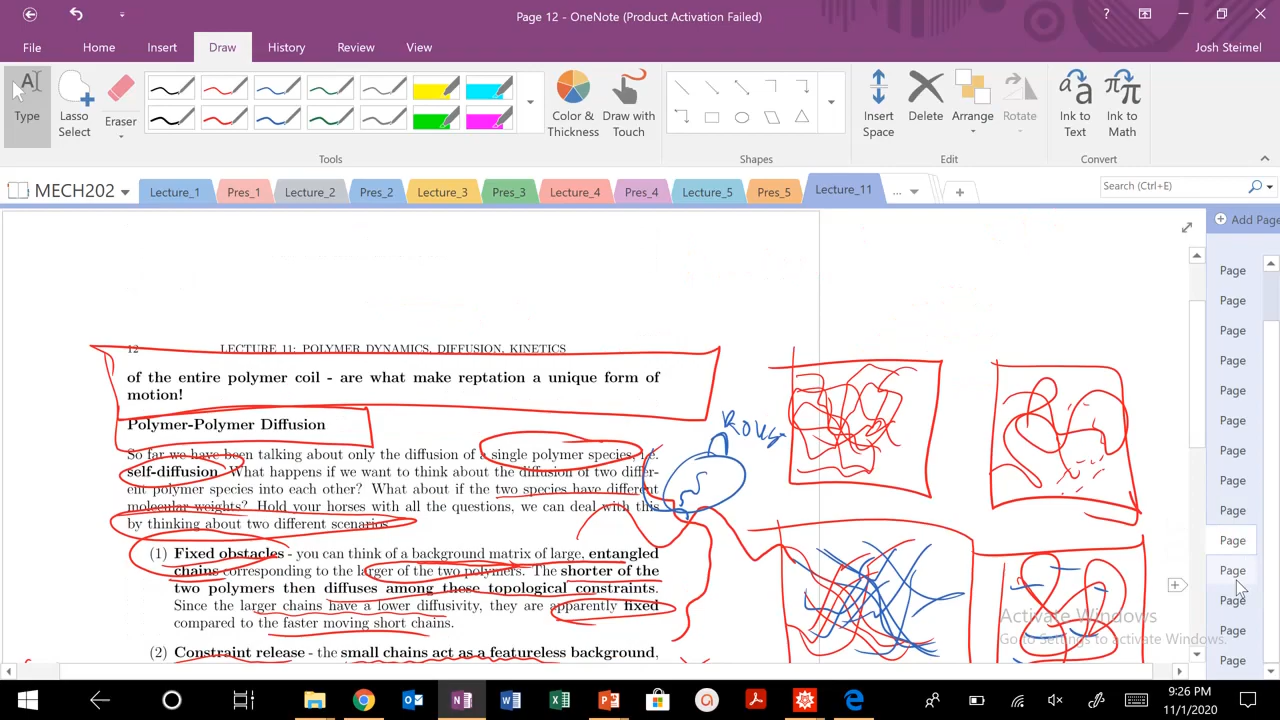 Page 12 - OneNote (Product Activation Failed)
?
File Home Insert Draw History Review View Josh Steimel
Type
Lasso Select
Eraser
Color & Thickness
Draw with Touch
Insert Space
Delete
Arrange
Rotate
Ink to Text
Ink to Math
Tools Shapes Edit Convert
MECH202 Lecture_1 Pres_1 Lecture_2 Pres_2 Lecture_3 Pres_3 Lecture_4 Pres_4 Lecture_5 Pres_5 Lecture_11 ... Search (Ctrl+E)
Add Page
Page
Page
Page
Page
Page
Page
Page
Page
Page
Page
Page
Page
Page
Page
12 LECTURE 11: POLYMER DYNAMICS, DIFFUSION, KINETICS
of the entire polymer coil - are what make reptation a unique form of
motion!
Polymer-Polymer Diffusion
So far we have been talking about only the diffusion of a single polymer species, i.e.
self-diffusion. What happens if we want to think about the diffusion of two differ-
ent polymer species into each other? What about if the two species have different
molecular weights? Hold your horses with all the questions, we can deal with this
by thinking about two different scenarios
(1) Fixed obstacles - you can think of a background matrix of large, entangled
chains corresponding to the larger of the two polymers. The shorter of the
two polymers then diffuses among these topological constraints.
Since the larger chains have a lower diffusivity, they are apparently fixed
compared to the faster moving short chains.
(2) Constraint release - the small chains act as a featureless background,
Activate Windows
Go to Settings to activate Windows.
9:26 PM
11/1/2020